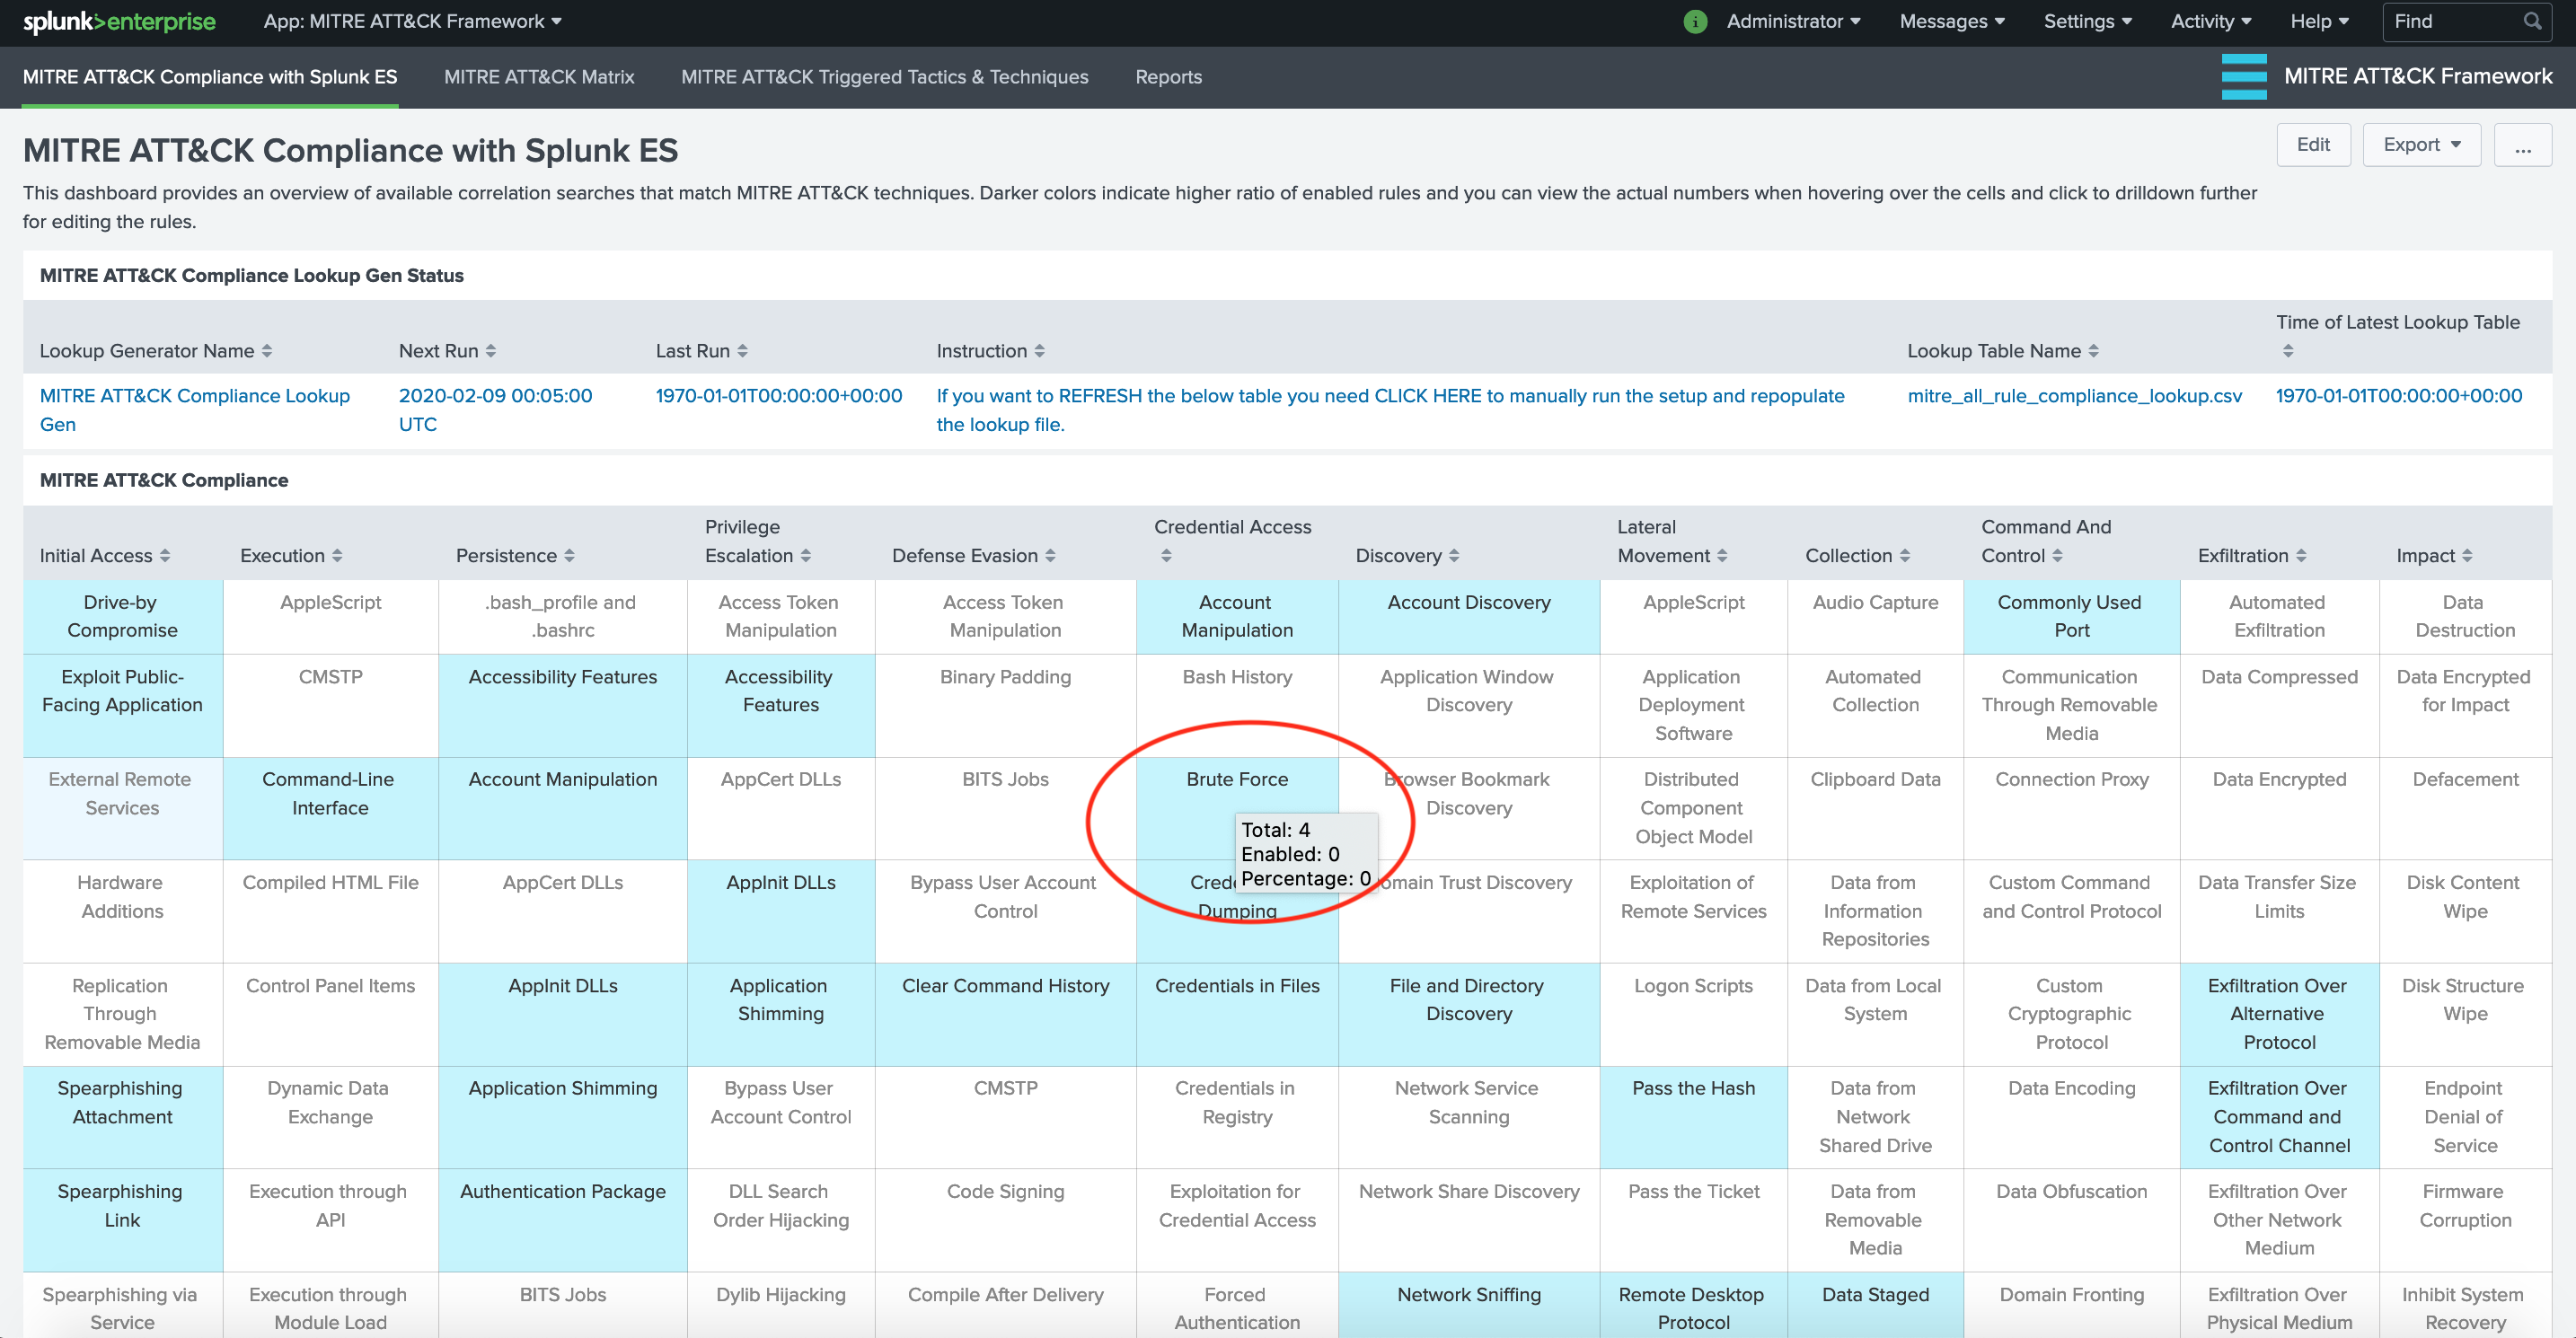 splunk>enterprise App: MITRE ATT&CK Framework i Administrator Messages Settings Activity Help Find
MITRE ATT&CK Compliance with Splunk ES MITRE ATT&CK Matrix MITRE ATT&CK Triggered Tactics & Techniques Reports MITRE ATT&CK Framework
MITRE ATT&CK Compliance with Splunk ES Edit Export ...
This dashboard provides an overview of available correlation searches that match MITRE ATT&CK techniques. Darker colors indicate higher ratio of enabled rules and you can view the actual numbers when hovering over the cells and click to drilldown further
for editing the rules.
MITRE ATT&CK Compliance Lookup Gen Status
Lookup Generator Name Next Run Last Run Instruction Lookup Table Name Time of Latest Lookup Table
MITRE ATT&CK Compliance Lookup
Gen
2020-02-09 00:05:00
UTC
1970-01-01T00:00:00+00:00
If you want to REFRESH the below table you need CLICK HERE to manually run the setup and repopulate
the lookup file.
mitre_all_rule_compliance_lookup.csv
1970-01-01T00:00:00+00:00
MITRE ATT&CK Compliance
Initial Access
Execution
Persistence
Privilege
Escalation
Defense Evasion
Credential Access
Discovery
Lateral
Movement
Collection
Command And
Control
Exfiltration
Impact
Drive-by
Compromise
AppleScript
.bash_profile and
.bashrc
Access Token
Manipulation
Access Token
Manipulation
Account
Manipulation
Account Discovery
AppleScript
Audio Capture
Commonly Used
Port
Automated
Exfiltration
Data
Destruction
Exploit Public-
Facing Application
CMSTP
Accessibility Features
Accessibility
Features
Binary Padding
Bash History
Application Window
Discovery
Application
Deployment
Software
Automated
Collection
Communication
Through Removable
Media
Data Compressed
Data Encrypted
for Impact
External Remote
Services
Command-Line
Interface
Account Manipulation
AppCert DLLs
BITS Jobs
Brute Force
Total: 4
Enabled: 0
Percentage: 0
Browser Bookmark
Discovery
Distributed
Component
Object Model
Clipboard Data
Connection Proxy
Data Encrypted
Defacement
Hardware
Additions
Compiled HTML File
AppCert DLLs
AppInit DLLs
Bypass User Account
Control
Dumping
Trust Discovery
Exploitation of
Remote Services
Data from
Information
Repositories
Custom Command
and Control Protocol
Data Transfer Size
Limits
Disk Content
Wipe
Replication
Through
Removable Media
Control Panel Items
AppInit DLLs
Application
Shimming
Clear Command History
Credentials in Files
File and Directory
Discovery
Logon Scripts
Data from Local
System
Custom
Cryptographic
Protocol
Exfiltration Over
Alternative
Protocol
Disk Structure
Wipe
Spearphishing
Attachment
Dynamic Data
Exchange
Application Shimming
Bypass User
Account Control
CMSTP
Credentials in
Registry
Network Service
Scanning
Pass the Hash
Data from
Network
Shared Drive
Data Encoding
Exfiltration Over
Command and
Control Channel
Endpoint
Denial of
Service
Spearphishing
Link
Execution through
API
Authentication Package
DLL Search
Order Hijacking
Code Signing
Exploitation for
Credential Access
Network Share Discovery
Pass the Ticket
Data from
Removable
Media
Data Obfuscation
Exfiltration Over
Other Network
Medium
Firmware
Corruption
Spearphishing via
Service
Execution through
Module Load
BITS Jobs
Dylib Hijacking
Compile After Delivery
Forced
Authentication
Network Sniffing
Remote Desktop
Protocol
Data Staged
Domain Fronting
Exfiltration Over
Physical Medium
Inhibit System
Recovery